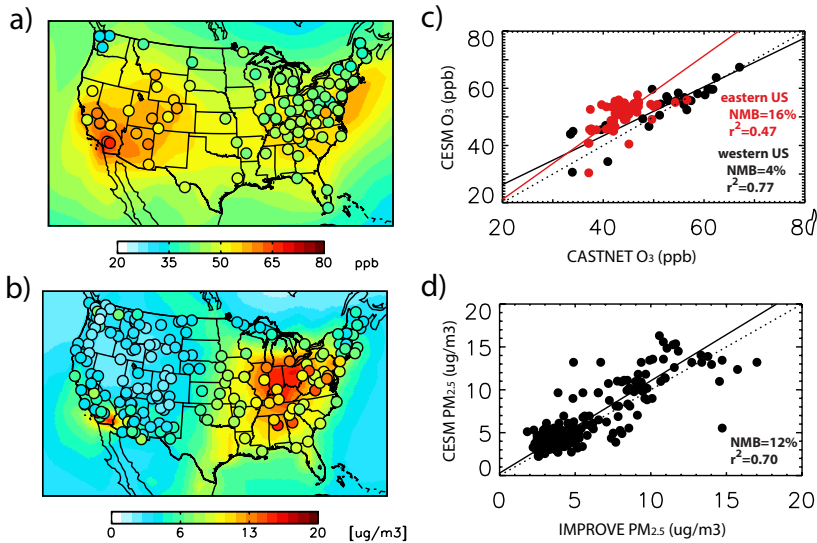 a)
20 35 50 65 80
ppb
b)
0 6 13 20
[ug/m3]
c)
CESM O3 (ppb)
80
60
40
20
eastern US
NMB=16%
r²=0.47
western US
NMB=4%
r²=0.77
20 40 60 80
CASTNET O3 (ppb)
d)
CESM PM2.5 (ug/m3)
20
15
10
5
0
NMB=12%
r²=0.70
0 5 10 15 20
IMPROVE PM2.5 (ug/m3)